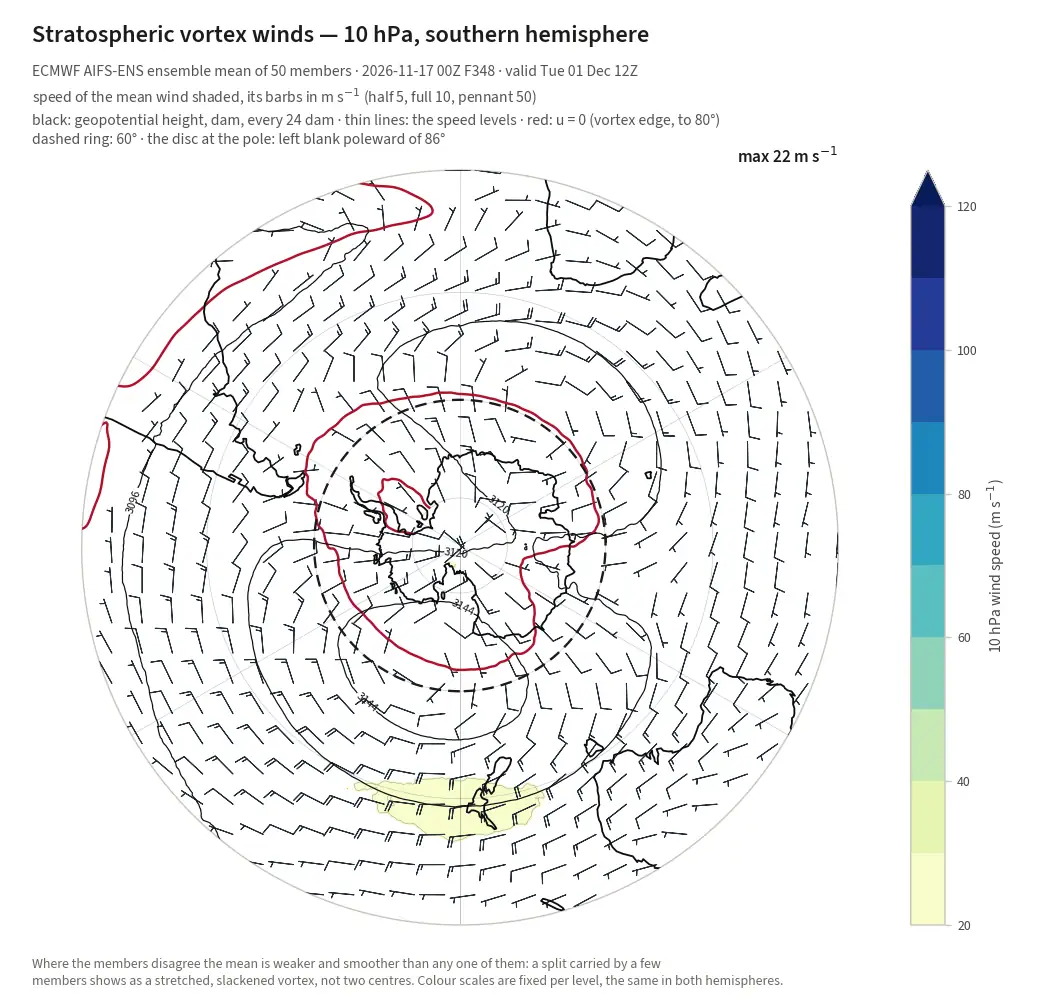 Stratospheric vortex winds — 10 hPa, southern hemisphere
ECMWF AIFS-ENS ensemble mean of 50 members · 2026-11-17 00Z F348 · valid Tue 01 Dec 12Z
speed of the mean wind shaded, its barbs in m s⁻¹ (half 5, full 10, pennant 50)
black: geopotential height, dam, every 24 dam · thin lines: the speed levels · red: u = 0 (vortex edge, to 80°)
dashed ring: 60° · the disc at the pole: left blank poleward of 86°
max 22 m s⁻¹
120
100
80
60
40
20
10 hPa wind speed (m s⁻¹)
3096
3120
3120
3144
3144
Where the members disagree the mean is weaker and smoother than any one of them: a split carried by a few
members shows as a stretched, slackened vortex, not two centres. Colour scales are fixed per level, the same in both hemispheres.